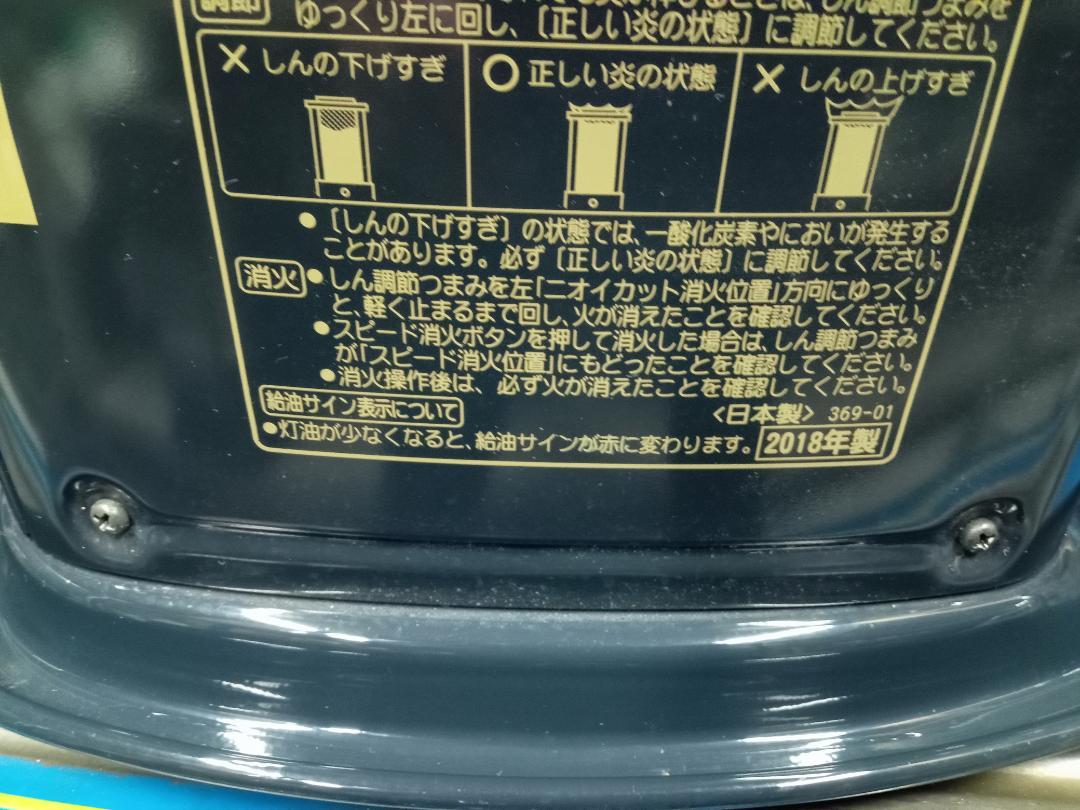 調節
ゆっくり左に回し、〔正しい炎の状態〕に調節してください。
× しんの下げすぎ
○ 正しい炎の状態
× しんの上げすぎ
●〔しんの下げすぎ〕の状態では、一酸化炭素やにおいが発生する
ことがあります。必ず〔正しい炎の状態〕に調節してください。
消火 ●しん調節つまみを左「ニオイカット消火位置」方向にゆっくり
と、軽く止まるまで回し、火が消えたことを確認してください。
●スピード消火ボタンを押して消火した場合は、しん調節つまみ
が「スピード消火位置」にもどったことを確認してください。
●消火操作後は、必ず火が消えたことを確認してください。
給油サイン表示について
〈日本製〉 369-01
●灯油が少なくなると、給油サインが赤に変わります。
2018年製